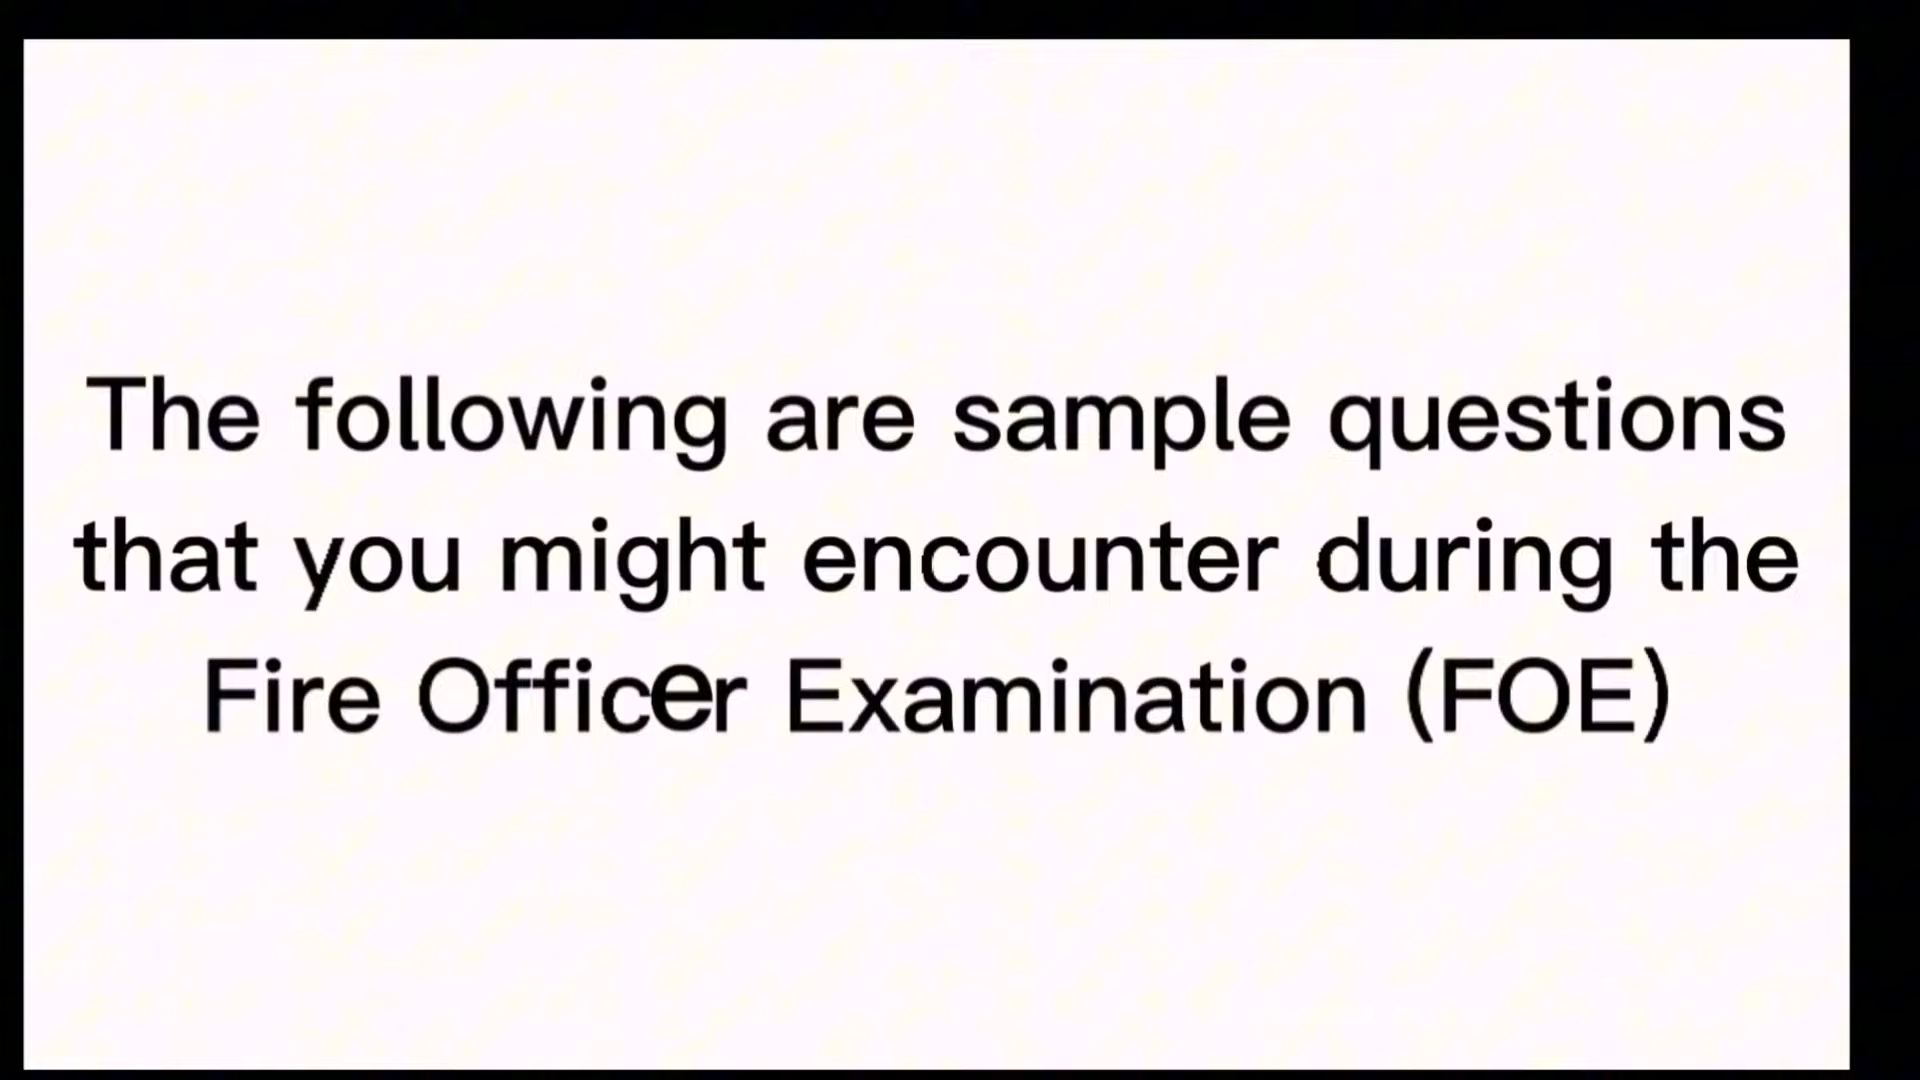 The following are sample questions
that you might encounter during the
Fire Officer Examination (FOE)